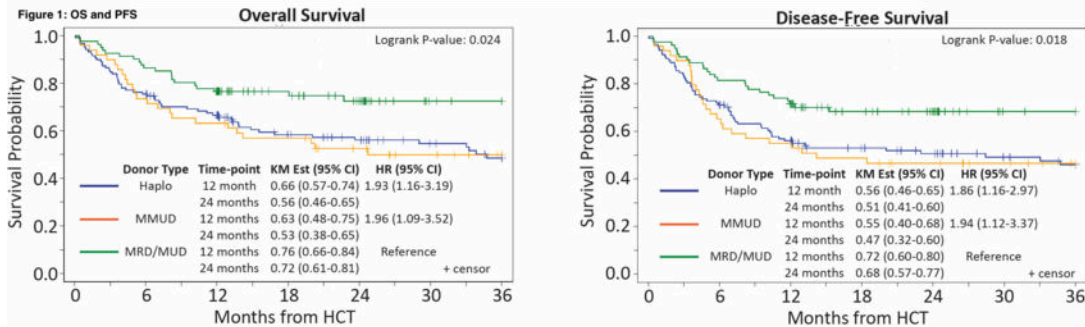 Figure 1: OS and PFS
Overall Survival
Logrank P-value: 0.024
Survival Probability
1.0
0.8
0.6
0.4
0.2
0.0
Donor Type Time-point KM Est (95% CI) HR (95% CI)
Haplo 12 month 0.66 (0.57-0.74) 1.93 (1.16-3.19)
24 months 0.56 (0.46-0.65)
MMUD 12 months 0.63 (0.48-0.75) 1.96 (1.09-3.52)
24 months 0.53 (0.38-0.65)
MRD/MUD 12 months 0.76 (0.66-0.84) Reference
24 months 0.72 (0.61-0.81) + censor
0 6 12 18 24 30 36
Months from HCT
Disease-Free Survival
Logrank P-value: 0.018
Survival Probability
1.0
0.8
0.6
0.4
0.2
0.0
Donor Type Time-point KM Est (95% CI) HR (95% CI)
Haplo 12 month 0.56 (0.46-0.65) 1.86 (1.16-2.97)
24 months 0.51 (0.41-0.60)
MMUD 12 months 0.55 (0.40-0.68) 1.94 (1.12-3.37)
24 months 0.47 (0.32-0.60)
MRD/MUD 12 months 0.72 (0.60-0.80) Reference
24 months 0.68 (0.57-0.77) + censor
0 6 12 18 24 30 36
Months from HCT